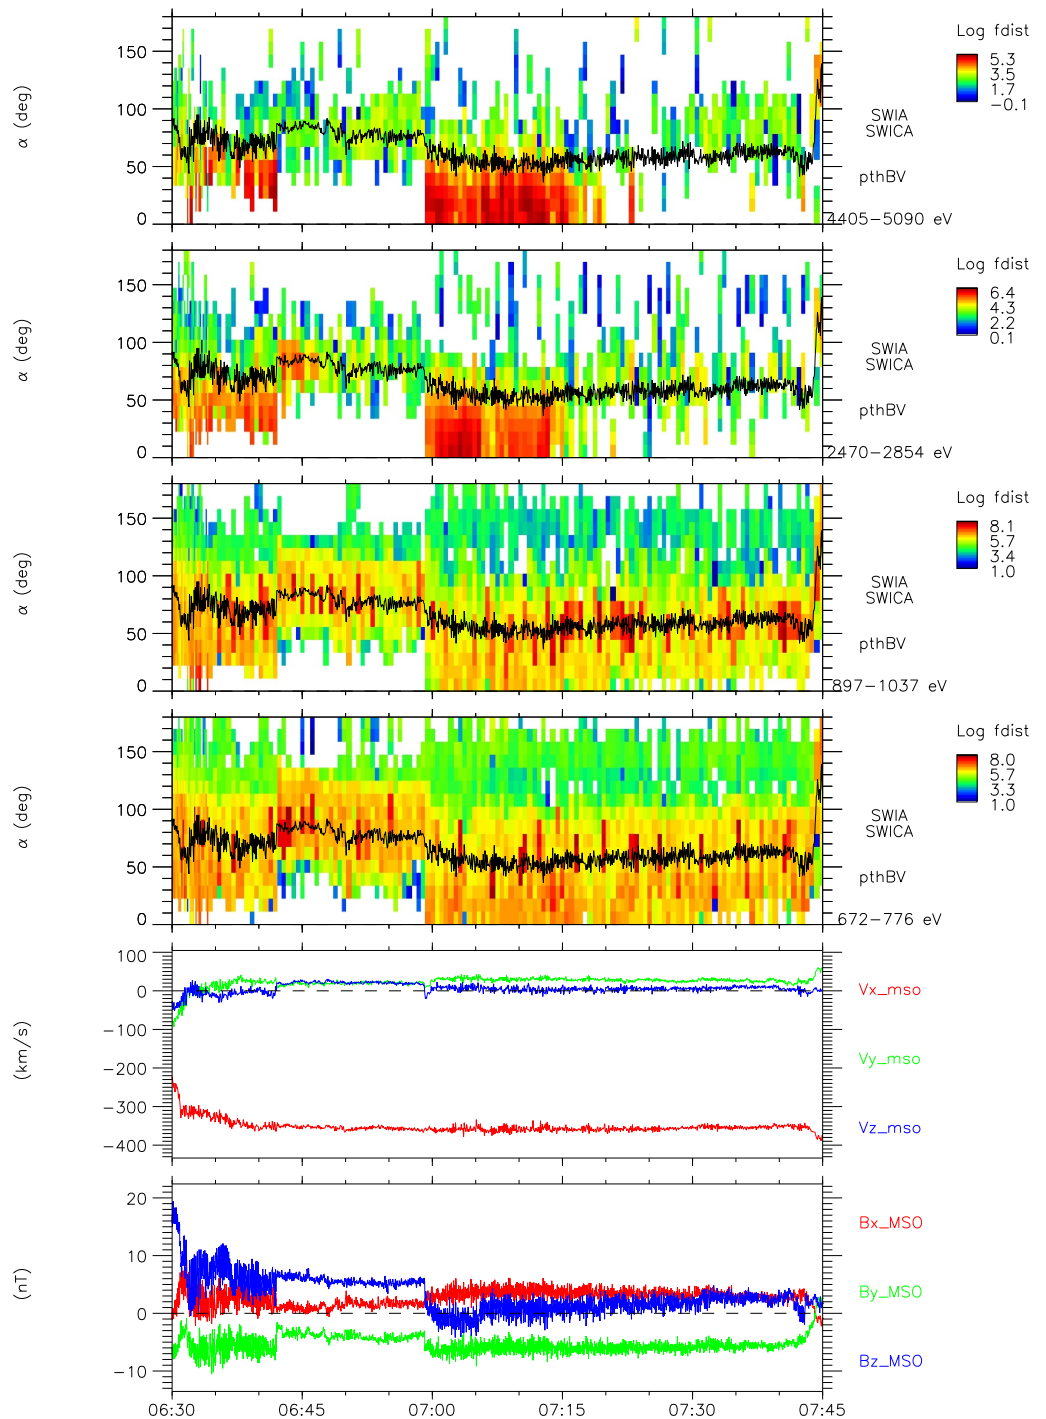 Log fdist
5.3
3.5
1.7
−0.1
150
100
50
0
α (deg)
SWIA
SWICA
pthBV
4405−5090 eV
Log fdist
6.4
4.3
2.2
0.1
150
100
50
0
α (deg)
SWIA
SWICA
pthBV
2470−2854 eV
Log fdist
8.1
5.7
3.4
1.0
150
100
50
0
α (deg)
SWIA
SWICA
pthBV
897−1037 eV
Log fdist
8.0
5.7
3.3
1.0
150
100
50
0
α (deg)
SWIA
SWICA
pthBV
672−776 eV
100
0
−100
−200
−300
−400
(km/s)
Vx_mso
Vy_mso
Vz_mso
20
10
0
−10
(nT)
Bx_MSO
By_MSO
Bz_MSO
06:30 06:45 07:00 07:15 07:30 07:45